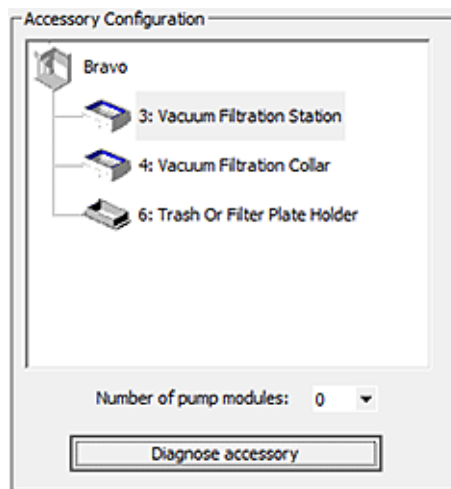 Accessory Configuration
Bravo
3: Vacuum Filtration Station
4: Vacuum Filtration Collar
6: Trash Or Filter Plate Holder
Number of pump modules: 0
Diagnose accessory